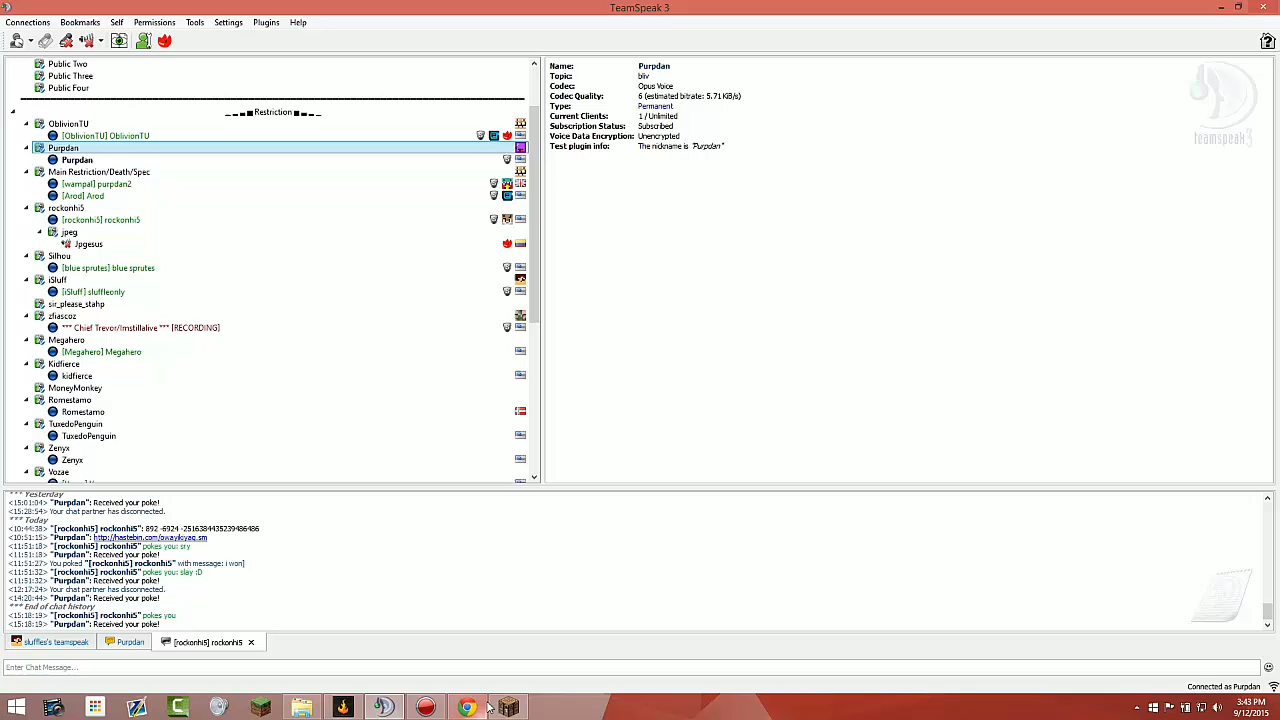 TeamSpeak 3
Connections Bookmarks Self Permissions Tools Settings Plugins Help
Public Two
Public Three
Public Four
Restriction
OblivionTU
[OblivionTU] OblivionTU
Purpdan
Purpdan
Main Restriction/Death/Spec
[wampal] purpdan2
[Arod] Arod
rockonhi5
[rockonhi5] rockonhi5
jpeg
Jpgesus
Silhou
[blue sprutes] blue sprutes
iSluff
[iSluff] sluffleonly
sir_please_stahp
zfiascoz
*** Chief Trevor/Imstillalive *** [RECORDING]
Megahero
[Megahero] Megahero
Kidfierce
kidfierce
MoneyMonkey
Romestamo
Romestamo
TuxedoPenguin
TuxedoPenguin
Zenyx
Zenyx
Vozae
Name: Purpdan
Topic: bliv
Codec: Opus Voice
Codec Quality: 6 (estimated bitrate: 5.71 KiB/s)
Type: Permanent
Current Clients: 1 / Unlimited
Subscription Status: Subscribed
Voice Data Encryption: Unencrypted
Test plugin info: The nickname is "Purpdan"
teamspeak3
*** Yesterday
<15:01:04> "Purpdan": Received your poke!
<15:28:54> Your chat partner has disconnected.
*** Today
<10:44:38> "[rockonhi5] rockonhi5": 892 -6924 -2516384435239486486
<10:51:15> "Purpdan": http://hastebin.com/owayikiyaq.sm
<11:51:18> "[rockonhi5] rockonhi5" pokes you: sry
<11:51:18> "Purpdan": Received your poke!
<11:51:27> You poked "[rockonhi5] rockonhi5" with message: i won]
<11:51:32> "[rockonhi5] rockonhi5" pokes you: slay :D
<11:51:32> "Purpdan": Received your poke!
<12:17:24> Your chat partner has disconnected.
<14:20:44> "Purpdan": Received your poke!
*** End of chat history
<15:18:19> "[rockonhi5] rockonhi5" pokes you
<15:18:19> "Purpdan": Received your poke!
sluffles's teamspeak Purpdan [rockonhi5] rockonhi5
Enter Chat Message...
Connected as Purpdan
3:43 PM
9/12/2015